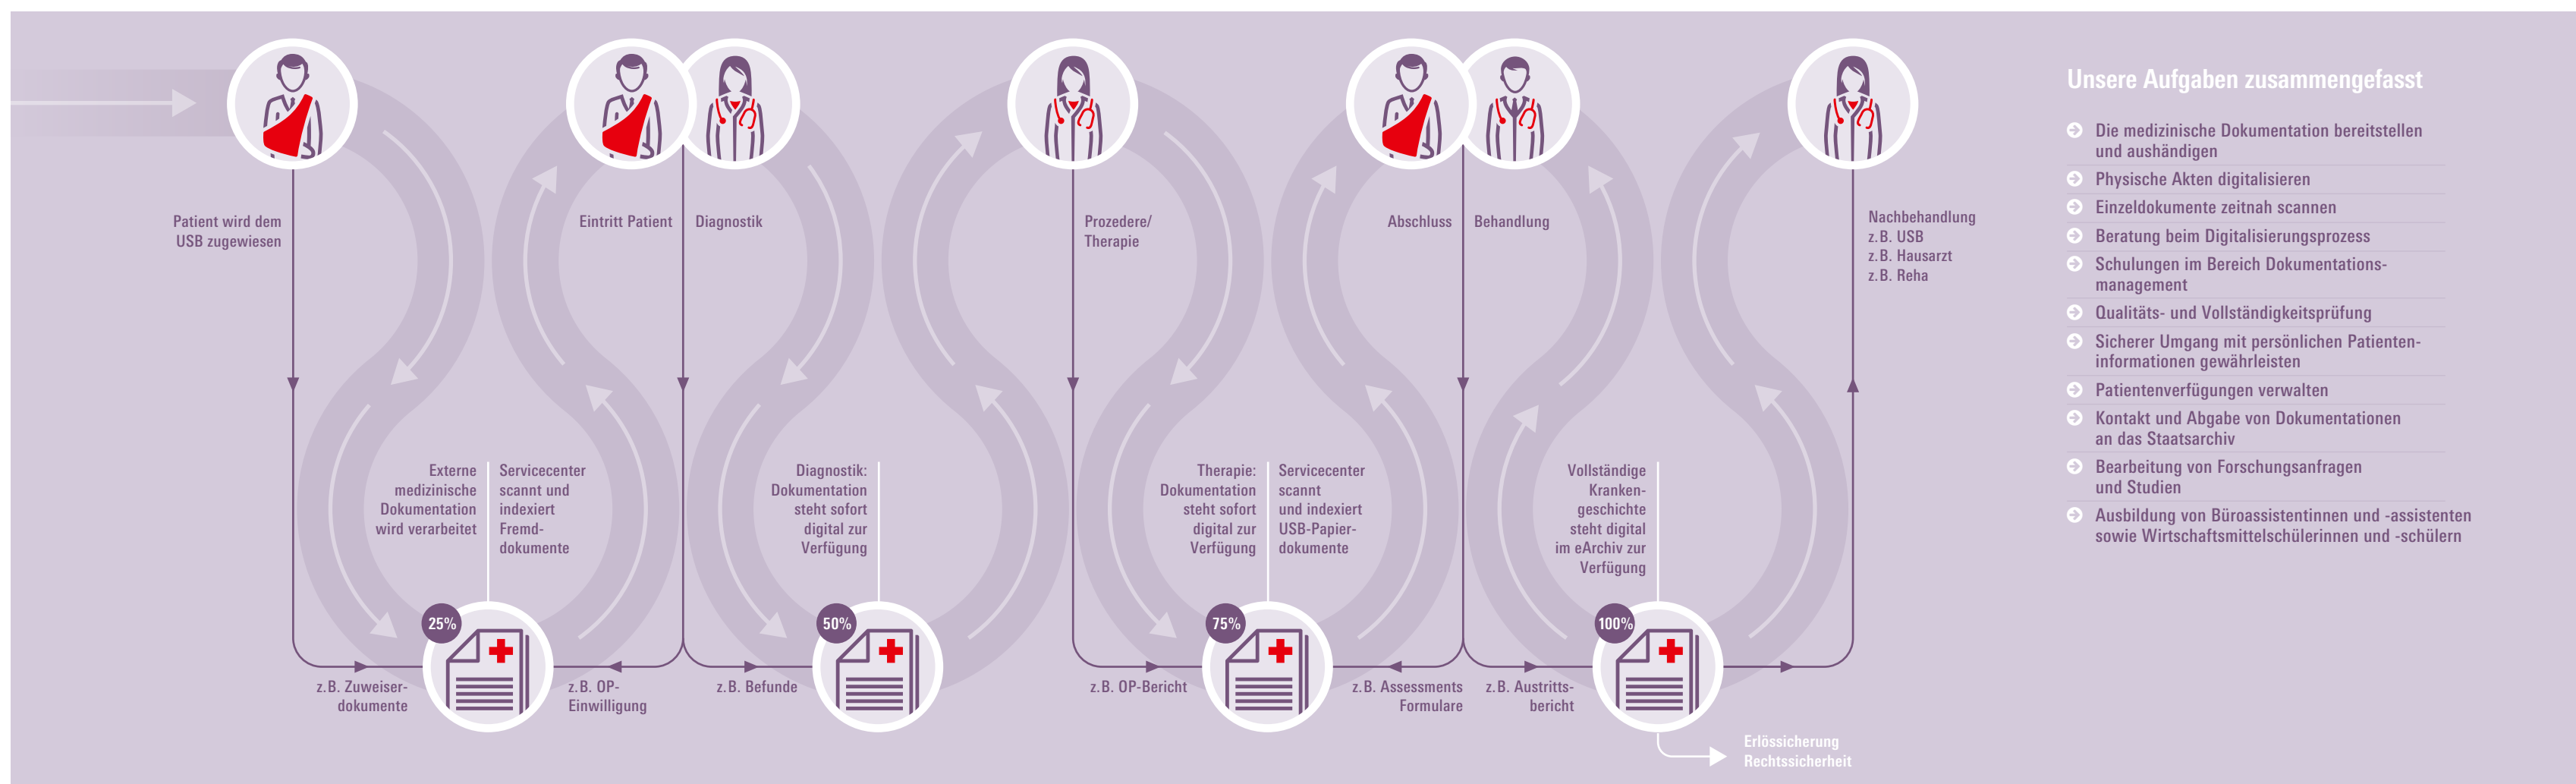 Patient wird dem
USB zugewiesen
Eintritt Patient
Diagnostik
Prozedere/
Therapie
Abschluss
Behandlung
Nachbehandlung
z.B. USB
z.B. Hausarzt
z.B. Reha
Externe
medizinische
Dokumentation
wird verarbeitet
Servicecenter
scannt und
indexiert
Fremd-
dokumente
Diagnostik:
Dokumentation
steht sofort
digital zur
Verfügung
Therapie:
Dokumentation
steht sofort
digital zur
Verfügung
Servicecenter
scannt
und indexiert
USB-Papier-
dokumente
Vollständige
Kranken-
geschichte
steht digital
im eArchiv zur
Verfügung
25%
50%
75%
100%
z.B. Zuweiser-
dokumente
z.B. OP-
Einwilligung
z.B. Befunde
z.B. OP-Bericht
z.B. Assessments
Formulare
z.B. Austritts-
bericht
Erlössicherung
Rechtssicherheit
Unsere Aufgaben zusammengefasst
Die medizinische Dokumentation bereitstellen
und aushändigen
Physische Akten digitalisieren
Einzeldokumente zeitnah scannen
Beratung beim Digitalisierungsprozess
Schulungen im Bereich Dokumentations-
management
Qualitäts- und Vollständigkeitsprüfung
Sicherer Umgang mit persönlichen Patienten-
informationen gewährleisten
Patientenverfügungen verwalten
Kontakt und Abgabe von Dokumentationen
an das Staatsarchiv
Bearbeitung von Forschungsanfragen
und Studien
Ausbildung von Büroassistentinnen und -assistenten
sowie Wirtschaftsmittelschülerinnen und -schülern